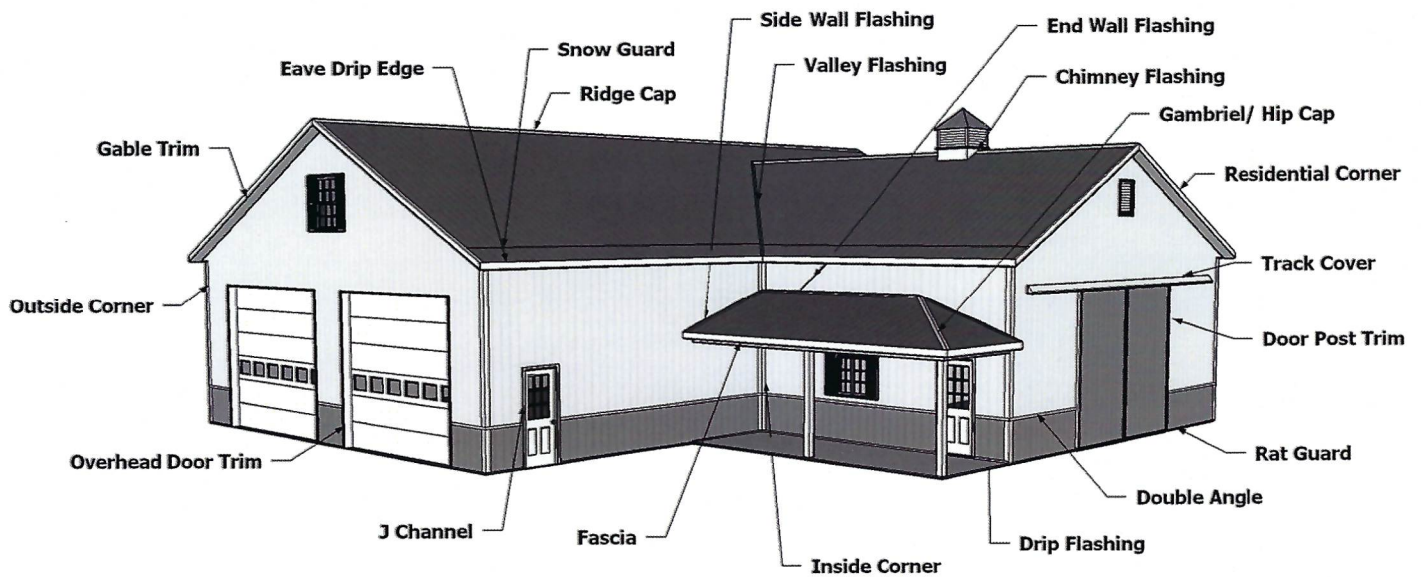 Side Wall Flashing
End Wall Flashing
Snow Guard
Valley Flashing
Eave Drip Edge
Chimney Flashing
Ridge Cap
Gambriel/ Hip Cap
Gable Trim
Residential Corner
Track Cover
Outside Corner
Door Post Trim
Overhead Door Trim
Rat Guard
Double Angle
J Channel
Fascia
Drip Flashing
Inside Corner